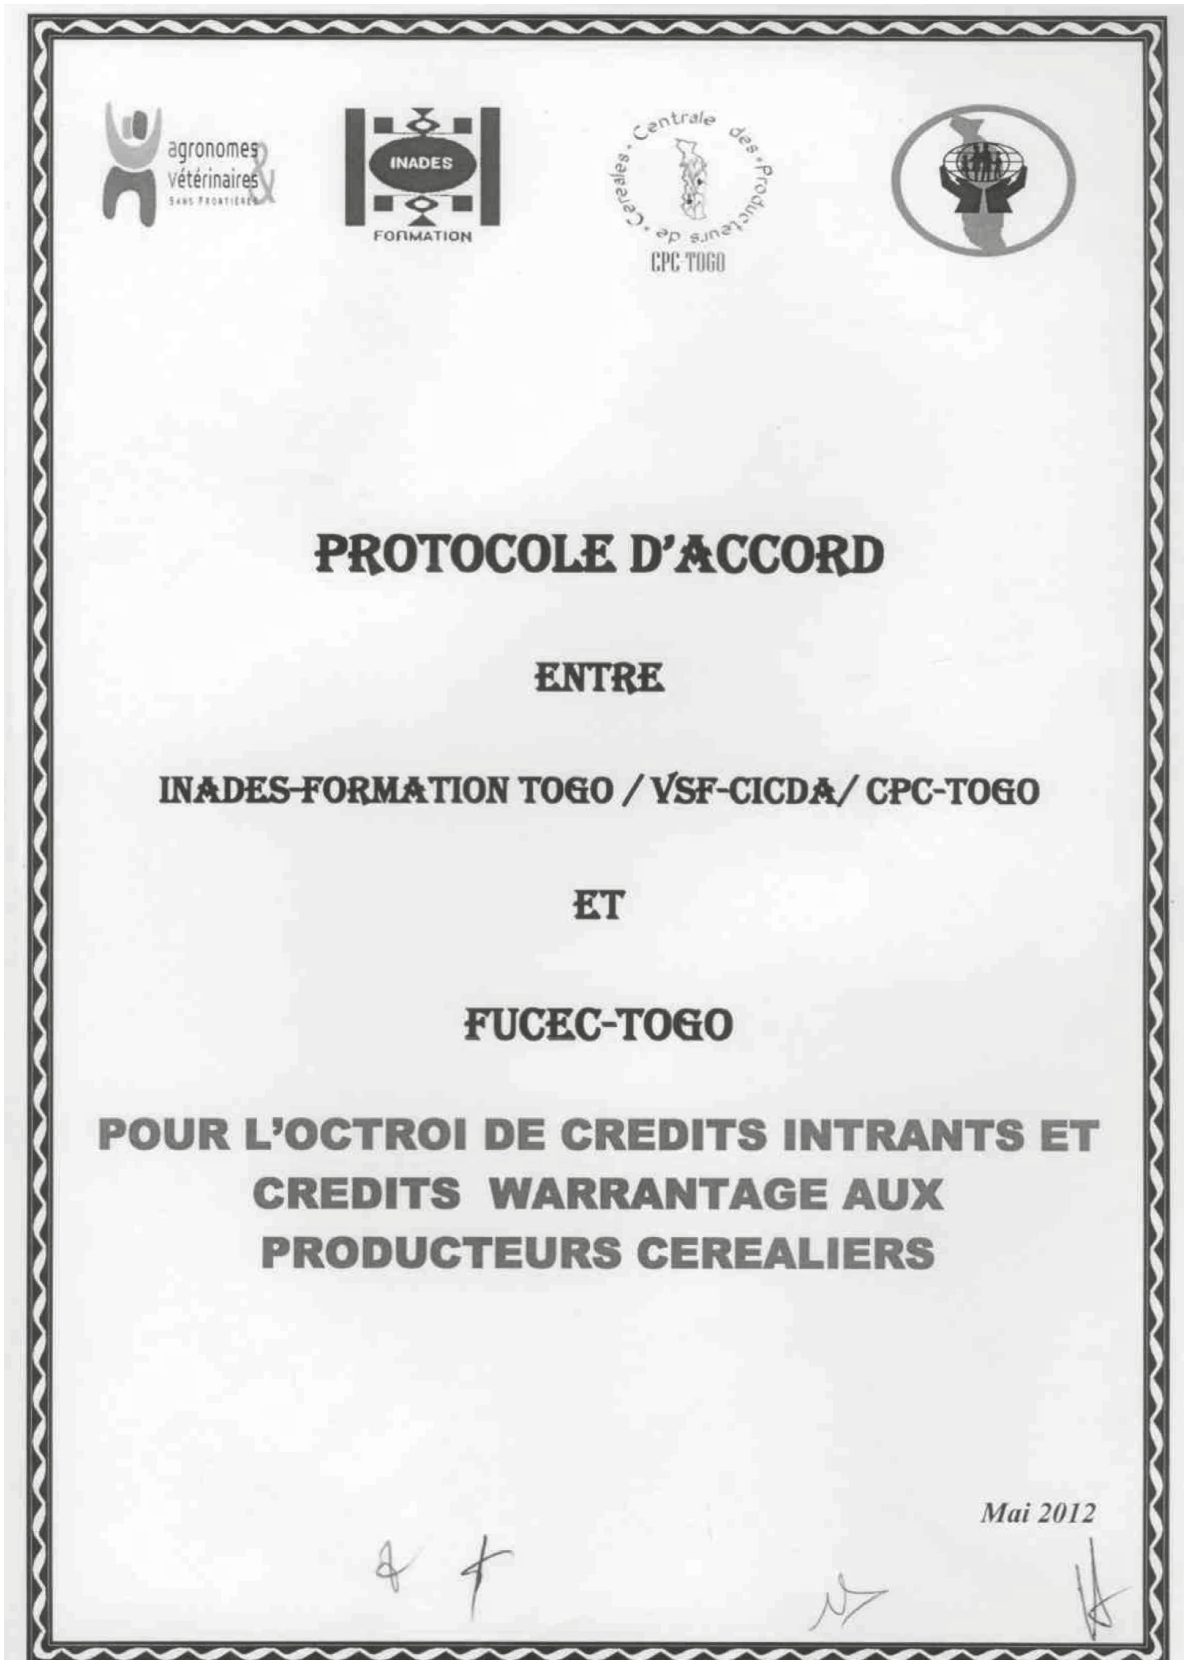 agronomes
vétérinaires
&
SANS FRONTIÈRES
INADES
FORMATION
Centrale des Producteurs de Cereales
CPC-TOGO
PROTOCOLE D'ACCORD
ENTRE
INADES-FORMATION TOGO / VSF-CICDA/ CPC-TOGO
ET
FUCEC-TOGO
POUR L'OCTROI DE CREDITS INTRANTS ET
CREDITS WARRANTAGE AUX
PRODUCTEURS CEREALIERS
Mai 2012